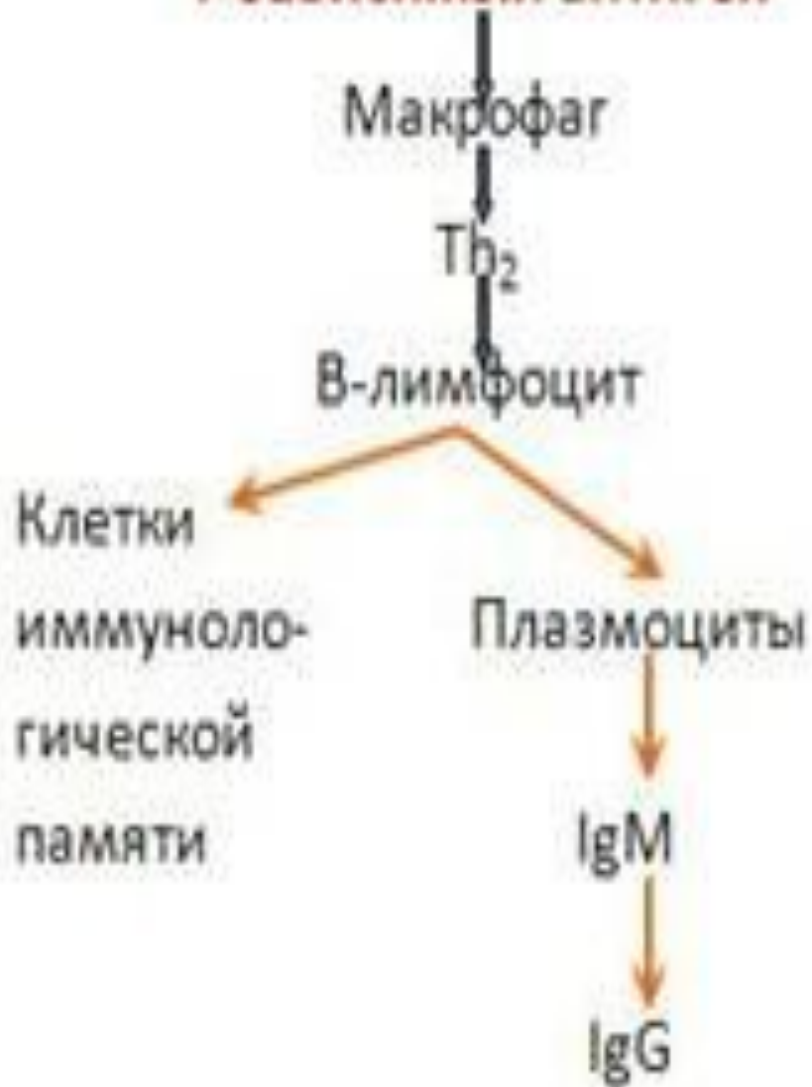 Макрофаг
Th₂
В-лимфоцит
Клетки
иммуноло-
гической
памяти
Плазмоциты
IgM
IgG